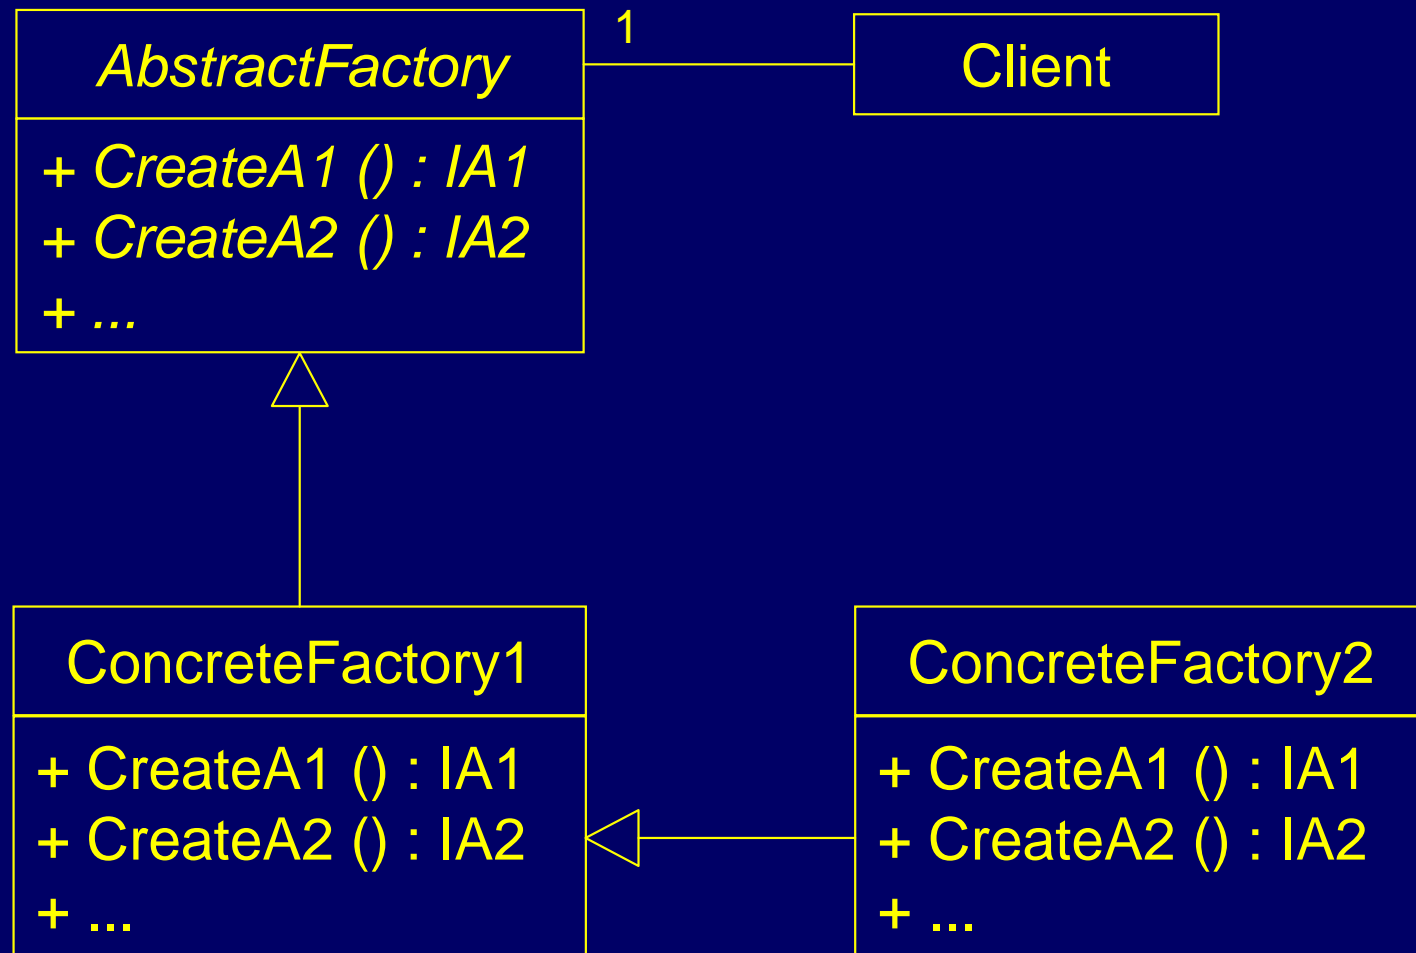 AbstractFactory
+ CreateA1 () : IA1
+ CreateA2 () : IA2
+ ...
1
Client
ConcreteFactory1
+ CreateA1 () : IA1
+ CreateA2 () : IA2
+ ...
ConcreteFactory2
+ CreateA1 () : IA1
+ CreateA2 () : IA2
+ ...